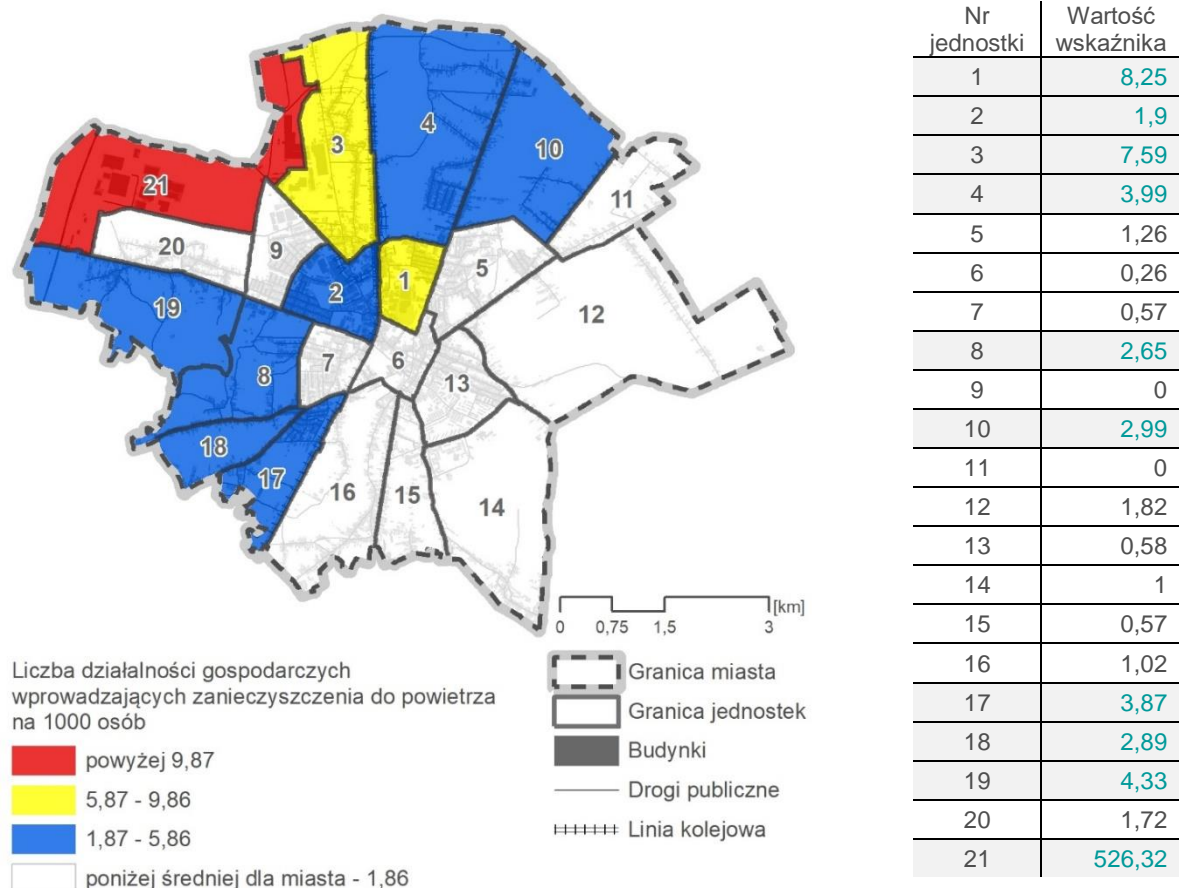 3
4
10
11
21
20
9
5
1
2
19
12
8
7
6
13
18
17
16
15
14
[km]
0 0,75 1,5 3
Liczba działalności gospodarczych
wprowadzających zanieczyszczenia do powietrza
na 1000 osób
powyżej 9,87
5,87 - 9,86
1,87 - 5,86
poniżej średniej dla miasta - 1,86
Granica miasta
Granica jednostek
Budynki
Drogi publiczne
Linia kolejowa
Nr Wartość
jednostki wskaźnika
1 8,25
2 1,9
3 7,59
4 3,99
5 1,26
6 0,26
7 0,57
8 2,65
9 0
10 2,99
11 0
12 1,82
13 0,58
14 1
15 0,57
16 1,02
17 3,87
18 2,89
19 4,33
20 1,72
21 526,32